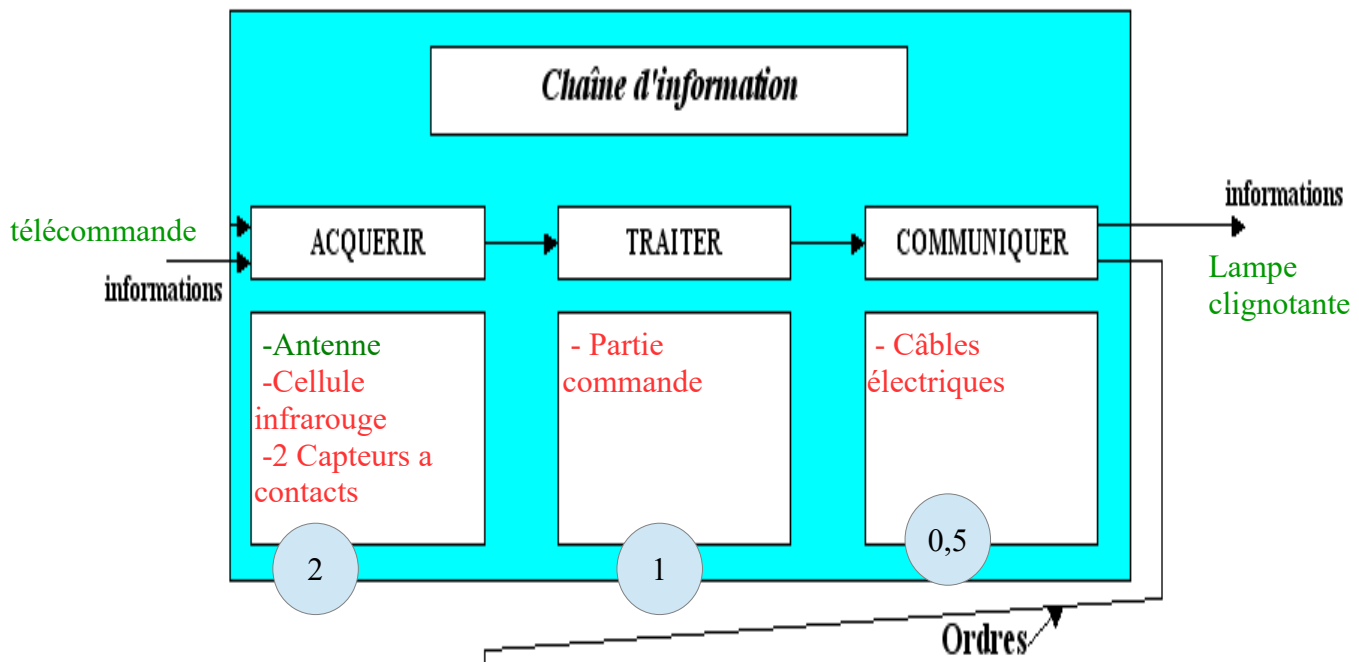 Chaîne d'information
télécommande
informations
ACQUERIR
TRAITER
COMMUNIQUER
informations
Lampe
clignotante
-Antenne
-Cellule
infrarouge
-2 Capteurs a
contacts
- Partie
commande
- Câbles
électriques
2
1
0,5
Ordres